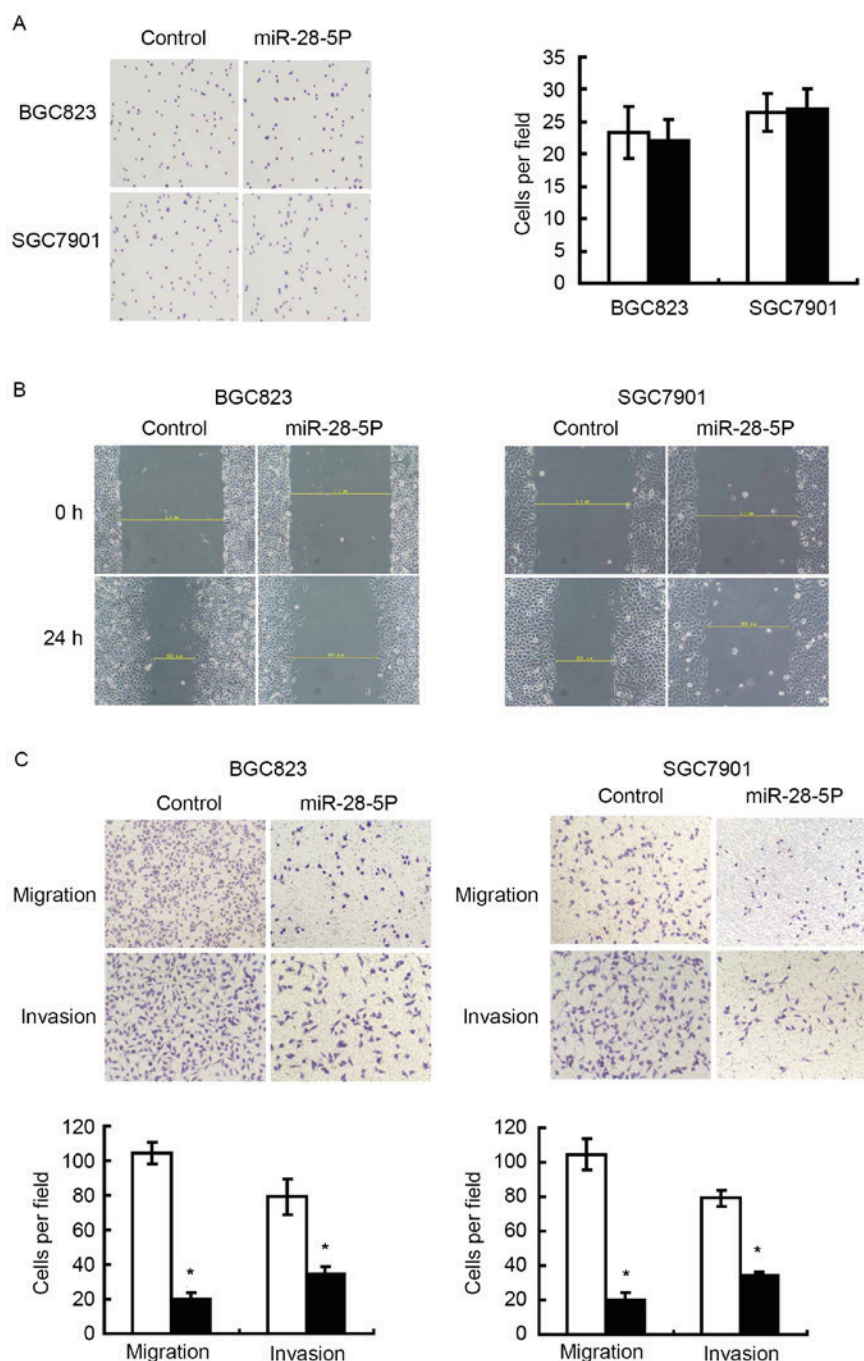 A
Control miR-28-5P
BGC823
SGC7901
Cells per field
35
30
25
20
15
10
5
0
BGC823 SGC7901
B
BGC823
Control miR-28-5P
0 h
24 h
SGC7901
Control miR-28-5P
C
BGC823
Control miR-28-5P
Migration
Invasion
SGC7901
Control miR-28-5P
Migration
Invasion
Cells per field
120
100
80
60
40
20
0
* *
Migration Invasion
Cells per field
120
100
80
60
40
20
0
* *
Migration Invasion